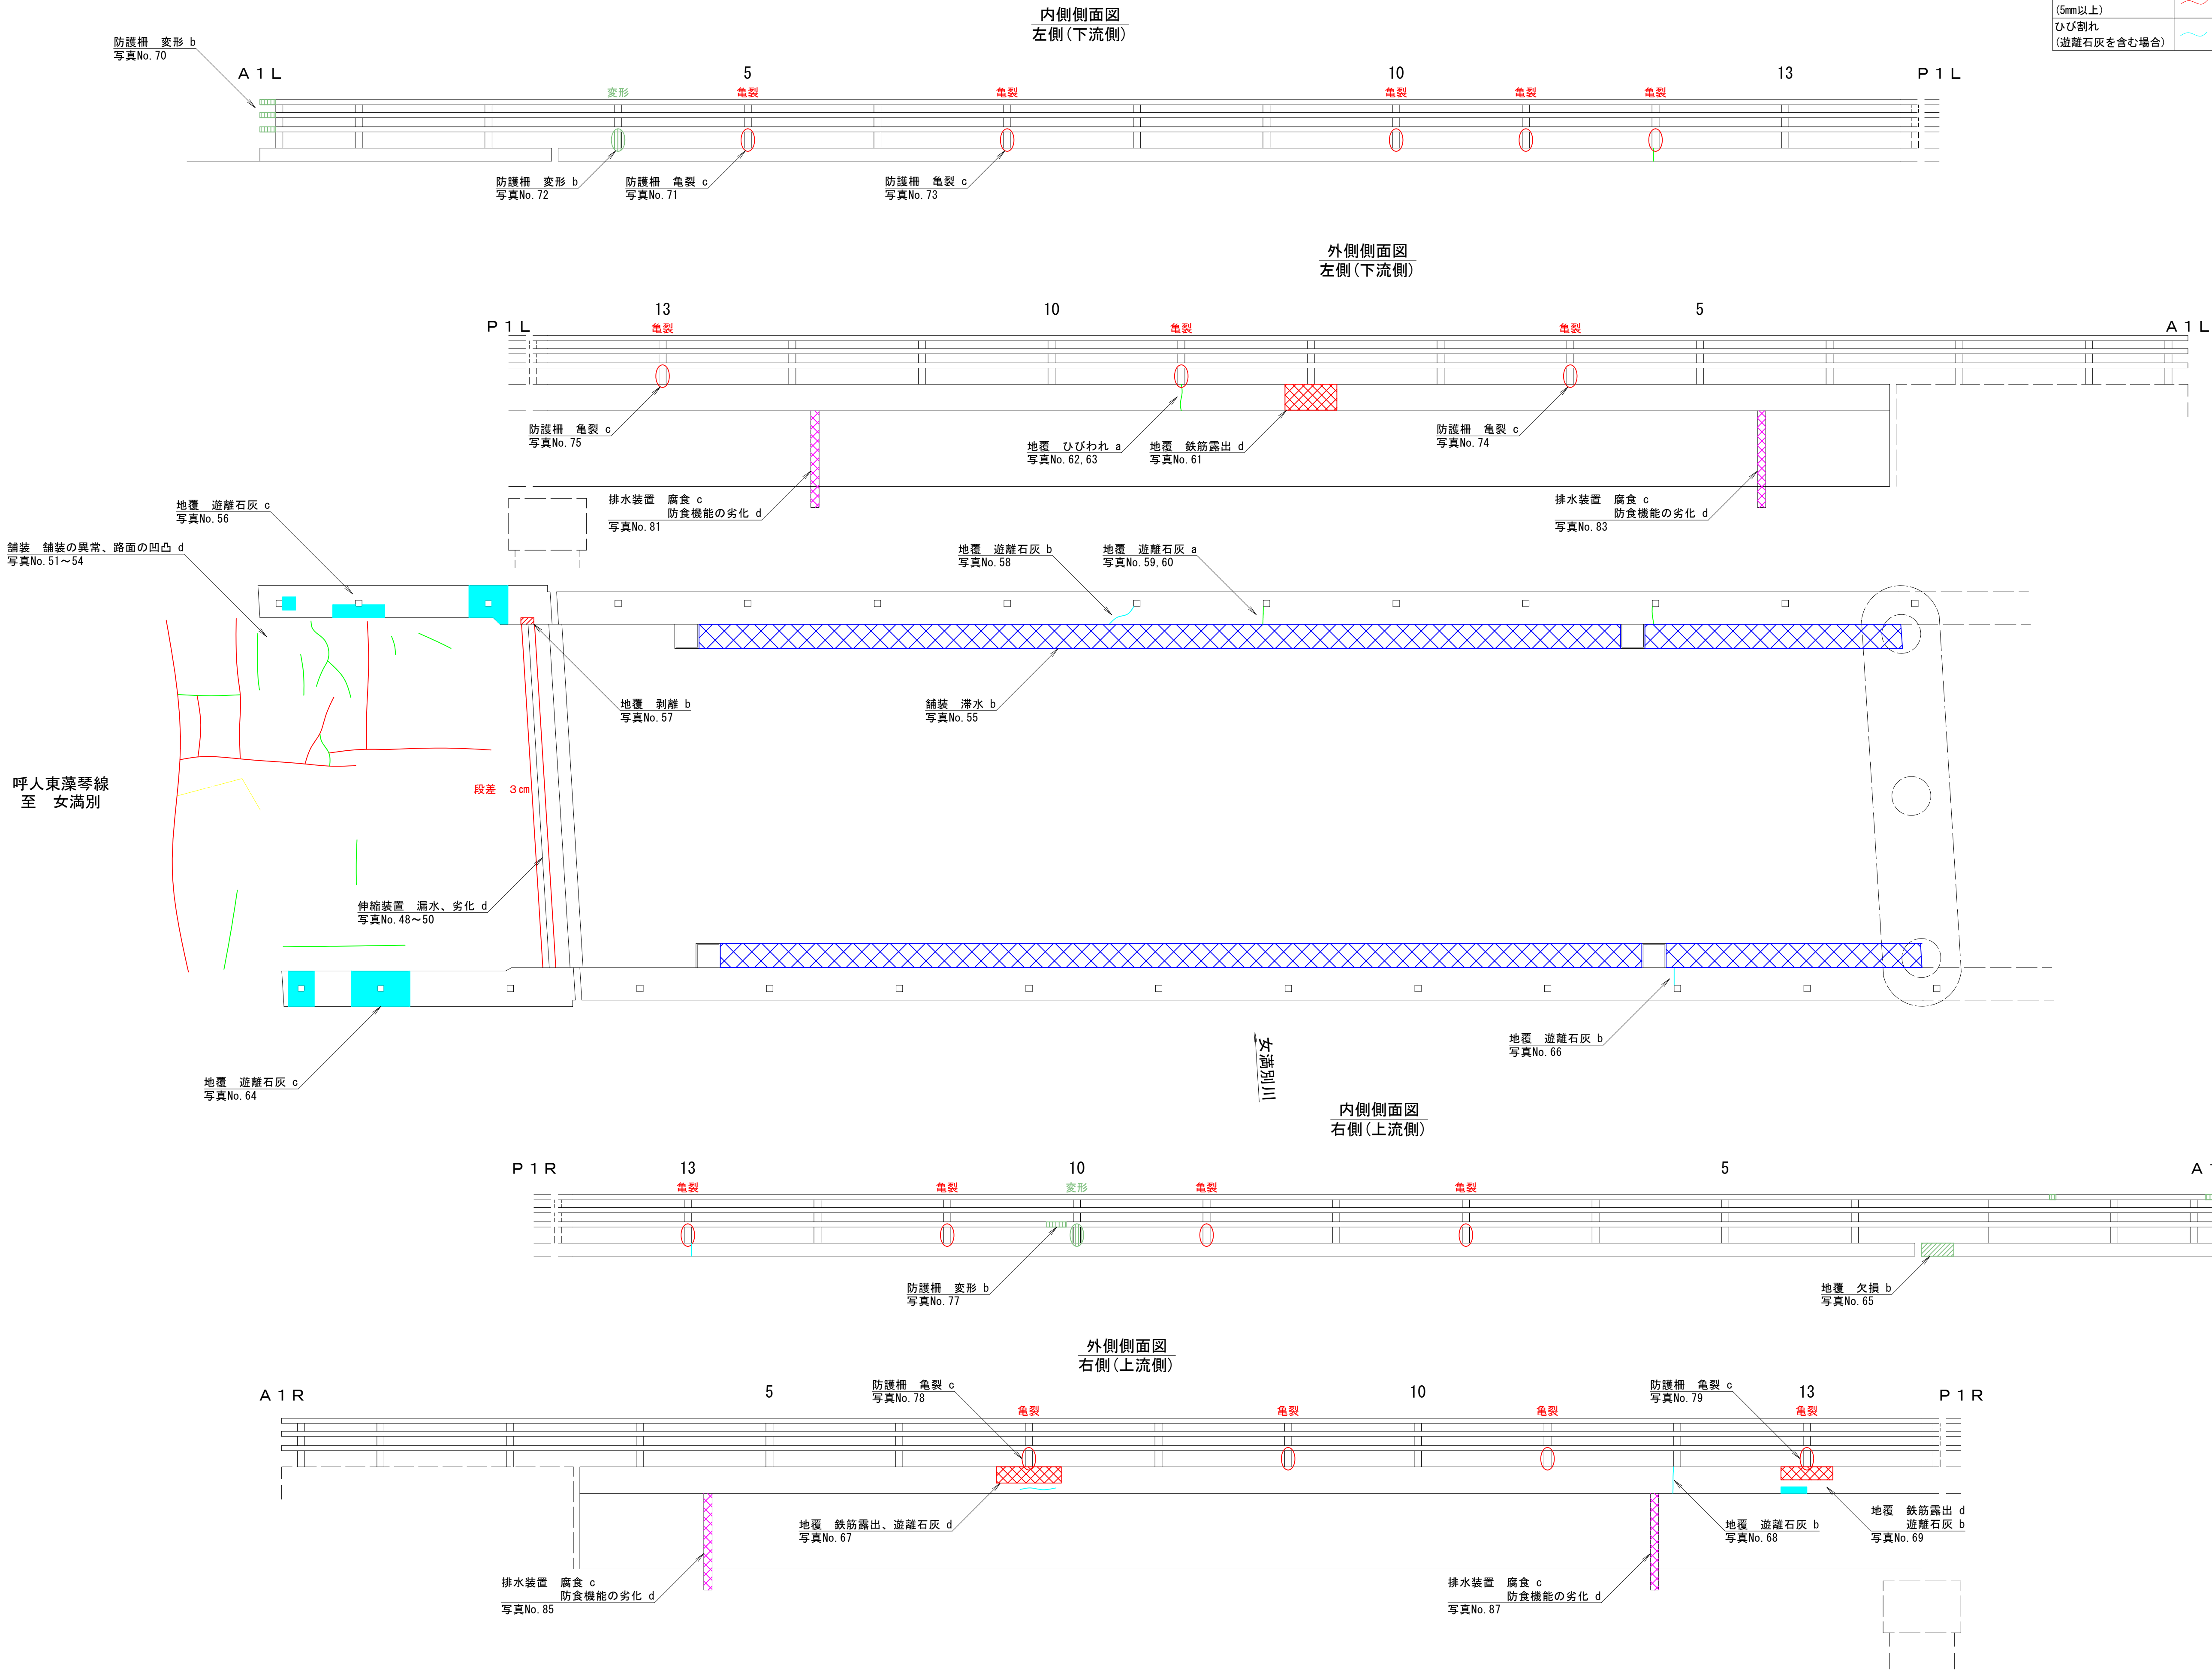 内側側面図
左側(下流側)
(5mm以上)
ひび割れ
(遊離石灰を含む場合)
防護柵　変形 b
写真No.70
A1L
5
10
13
P1L
変形
亀裂
亀裂
亀裂
亀裂
亀裂
防護柵　変形 b
写真No.72
防護柵　亀裂 c
写真No.71
防護柵　亀裂 c
写真No.73
外側側面図
左側(下流側)
P1L
13
10
5
A1L
亀裂
亀裂
亀裂
防護柵　亀裂 c
写真No.75
地覆　ひびわれ a
写真No.62,63
地覆　鉄筋露出 d
写真No.61
防護柵　亀裂 c
写真No.74
排水装置　腐食 c
防食機能の劣化 d
写真No.81
排水装置　腐食 c
防食機能の劣化 d
写真No.83
地覆　遊離石灰 c
写真No.56
舗装　舗装の異常、路面の凹凸 d
写真No.51～54
地覆　遊離石灰 b
写真No.58
地覆　遊離石灰 a
写真No.59,60
地覆　剥離 b
写真No.57
舗装　滞水 b
写真No.55
呼人東藻琴線
至　女満別
段差　3㎝
伸縮装置　漏水、劣化 d
写真No.48～50
地覆　遊離石灰 c
写真No.64
地覆　遊離石灰 b
写真No.66
女満別川
内側側面図
右側(上流側)
P1R
13
10
5
A1
亀裂
亀裂
変形
亀裂
亀裂
防護柵　変形 b
写真No.77
地覆　欠損 b
写真No.65
外側側面図
右側(上流側)
A1R
5
10
13
P1R
防護柵　亀裂 c
写真No.78
防護柵　亀裂 c
写真No.79
亀裂
亀裂
亀裂
亀裂
地覆　鉄筋露出、遊離石灰 d
写真No.67
地覆　遊離石灰 b
写真No.68
地覆　鉄筋露出 d
遊離石灰 b
写真No.69
排水装置　腐食 c
防食機能の劣化 d
写真No.85
排水装置　腐食 c
防食機能の劣化 d
写真No.87